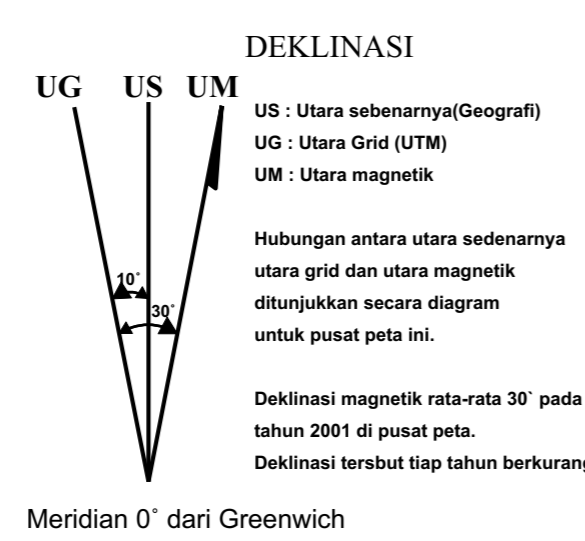 DEKLINASI
UG US UM
US : Utara sebenarnya(Geografi)
UG : Utara Grid (UTM)
UM : Utara magnetik
Hubungan antara utara sedenarnya
utara grid dan utara magnetik
ditunjukkan secara diagram
untuk pusat peta ini.
10˚
30˚
Deklinasi magnetik rata-rata 30` pada
tahun 2001 di pusat peta.
Deklinasi tersbut tiap tahun berkurang
Meridian 0˚ dari Greenwich